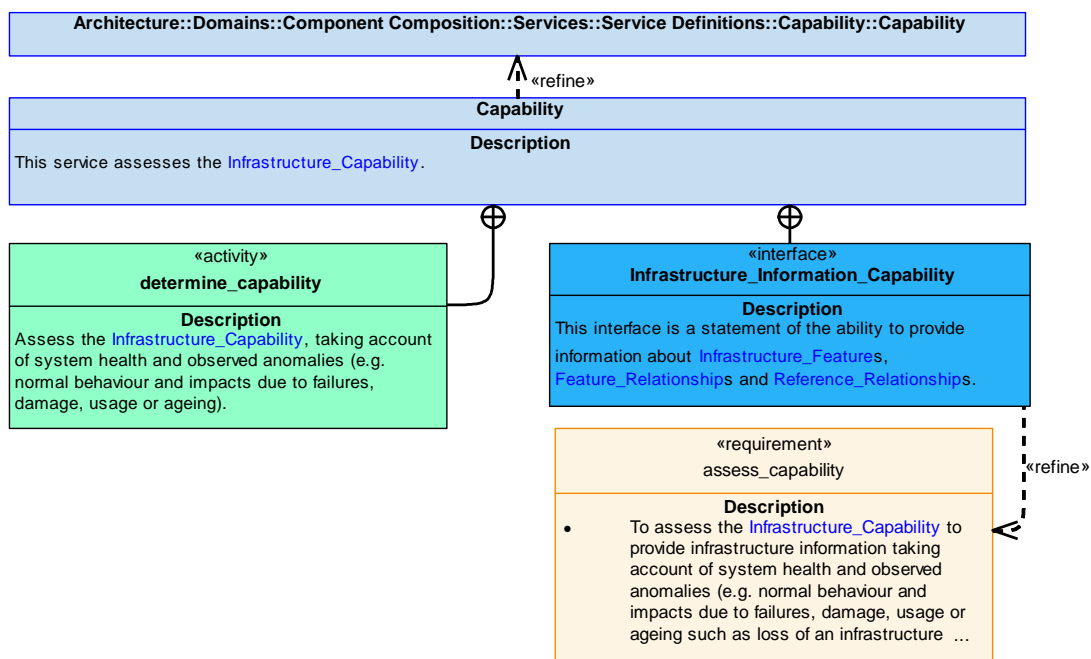 Architecture::Domains::Component Composition::Services::Service Definitions::Capability::Capability
«refine»
Capability
Description
This service assesses the Infrastructure_Capability.
«activity»
determine_capability
Description
Assess the Infrastructure_Capability, taking account
of system health and observed anomalies (e.g.
normal behaviour and impacts due to failures,
damage, usage or ageing).
«interface»
Infrastructure_Information_Capability
Description
This interface is a statement of the ability to provide
information about Infrastructure_Features,
Feature_Relationships and Reference_Relationships.
«refine»
«requirement»
assess_capability
Description
• To assess the Infrastructure_Capability to
provide infrastructure information taking
account of system health and observed
anomalies (e.g. normal behaviour and
impacts due to failures, damage, usage or
ageing such as loss of an infrastructure ...